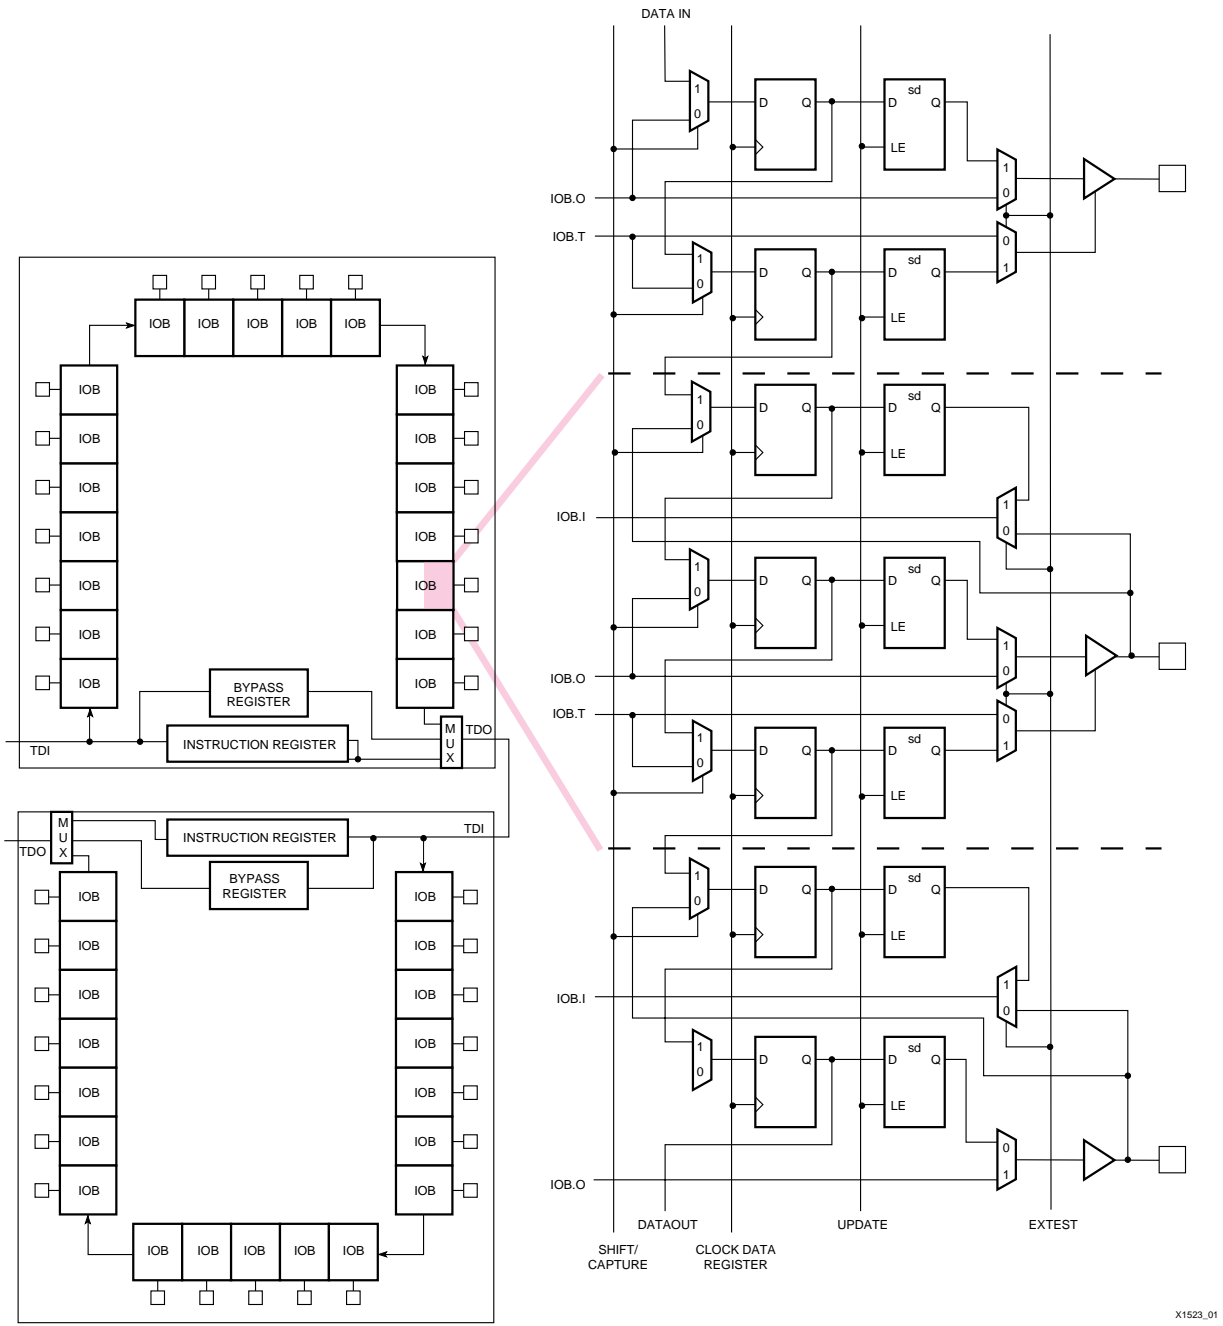 DATA IN
1
0
D Q
LE
sd
D Q
LE
1
0
IOB.O
IOB.T
0
1
1
0
D Q
sd
D Q
LE
IOB IOB IOB IOB IOB
IOB
IOB
IOB
IOB
IOB
IOB
IOB
IOB
IOB
IOB
IOB
IOB
IOB
IOB
BYPASS
REGISTER
INSTRUCTION REGISTER
TDI
M
U
X
TDO
1
0
D Q
sd
D Q
LE
IOB.I
1
0
1
0
D Q
sd
D Q
LE
1
0
IOB.O
IOB.T
0
1
1
0
D Q
sd
D Q
LE
TDI
M
U
X
TDO
INSTRUCTION REGISTER
BYPASS
REGISTER
IOB
IOB
IOB
IOB
IOB
IOB
IOB
IOB
IOB
IOB
IOB
IOB
IOB
IOB
IOB IOB IOB IOB IOB
1
0
D Q
sd
D Q
LE
IOB.I
1
0
1
0
D Q
sd
D Q
LE
0
1
IOB.O
DATAOUT
UPDATE
EXTEST
SHIFT/
CAPTURE
CLOCK DATA
REGISTER
X1523_01